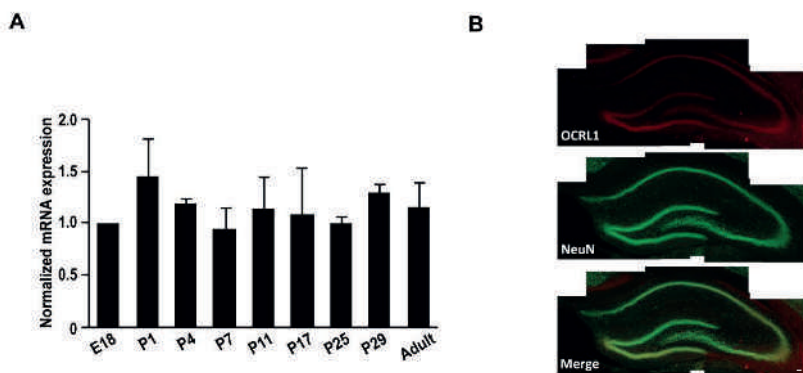 A
B
Normalized mRNA expression
2.0
1.5
1.0
0.5
0
E18
P1
P4
P7
P11
P17
P25
P29
Adult
OCRL1
NeuN
Merge